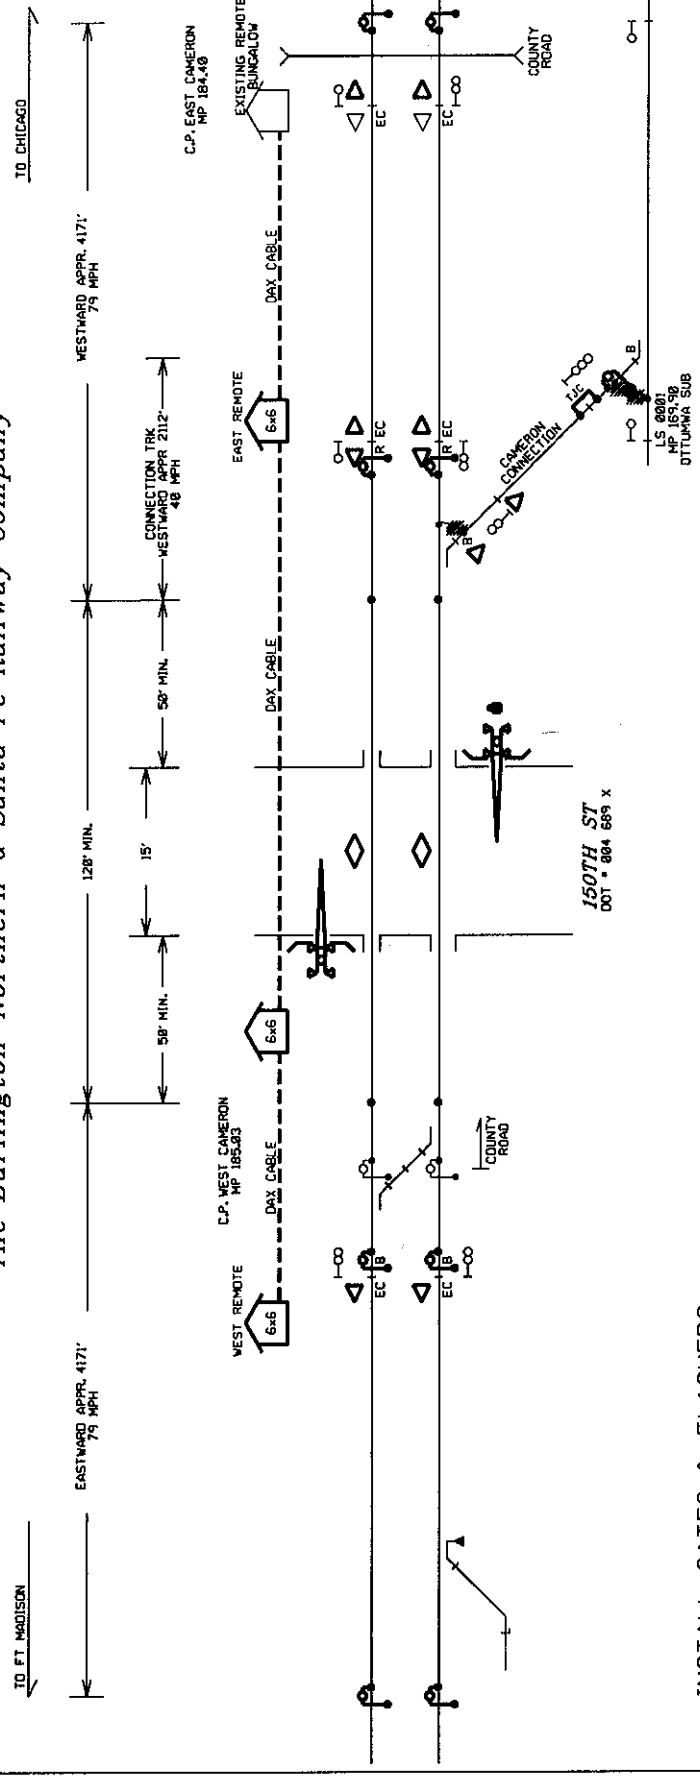 The Burlington Northern & Santa Fe Railway Company
TO FT MADISON
TO CHICAGO
EASTWARD APPR. 4171'
79 MPH
120' MIN.
WESTWARD APPR. 4171'
79 MPH
50' MIN.
15'
50' MIN.
CONNECTION TRK
WESTWARD APPR 2112'
40 MPH
C.P. WEST CAMERON
MP 185.03
C.P. EAST CAMERON
MP 184.40
WEST REMOTE
EAST REMOTE
EXISTING REMOTE
BUNGALOW
6x6
DAX CABLE
6x6
DAX CABLE
6x6
DAX CABLE
EC
B
R
EC
EC
EC
B
R
EC
EC
COUNTY
ROAD
COUNTY
ROAD
B
CAMERON
CONNECTION
TJC
B
LS 0001
MP 169.90
OTTUMWA SUB
150TH ST
DOT # 004 689 X
INSTALL GATES & FLASHERS